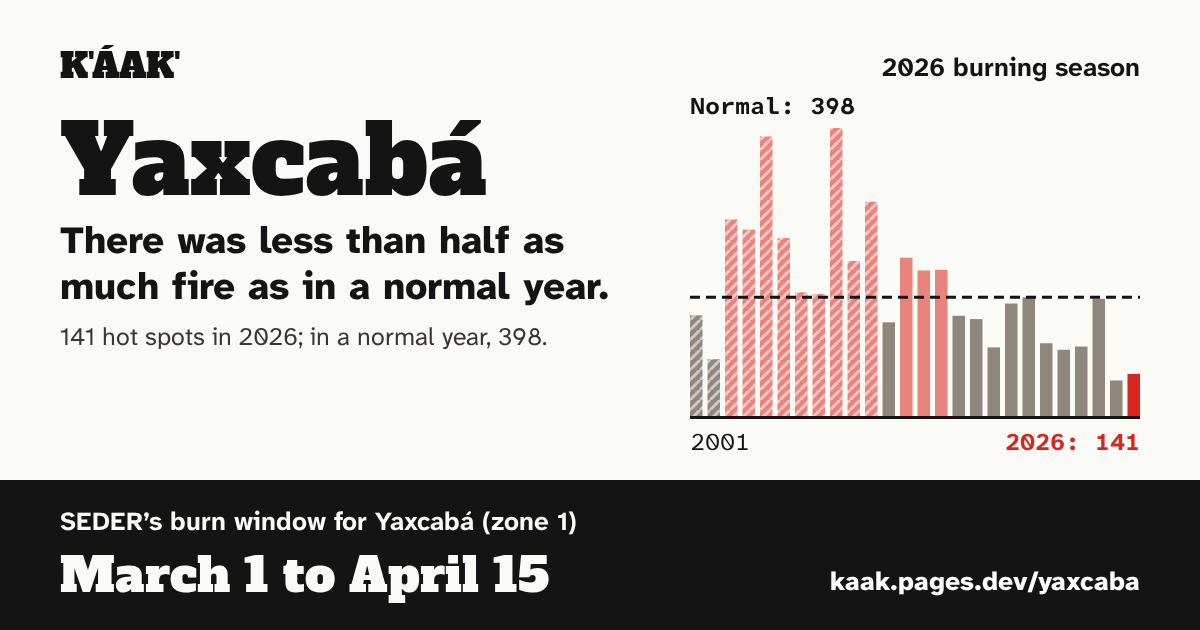 K'ÁAK'
2026 burning season
Yaxcabá
There was less than half as
much fire as in a normal year.
141 hot spots in 2026; in a normal year, 398.
Normal: 398
2001
2026: 141
SEDER’s burn window for Yaxcabá (zone 1)
March 1 to April 15
kaak.pages.dev/yaxcaba